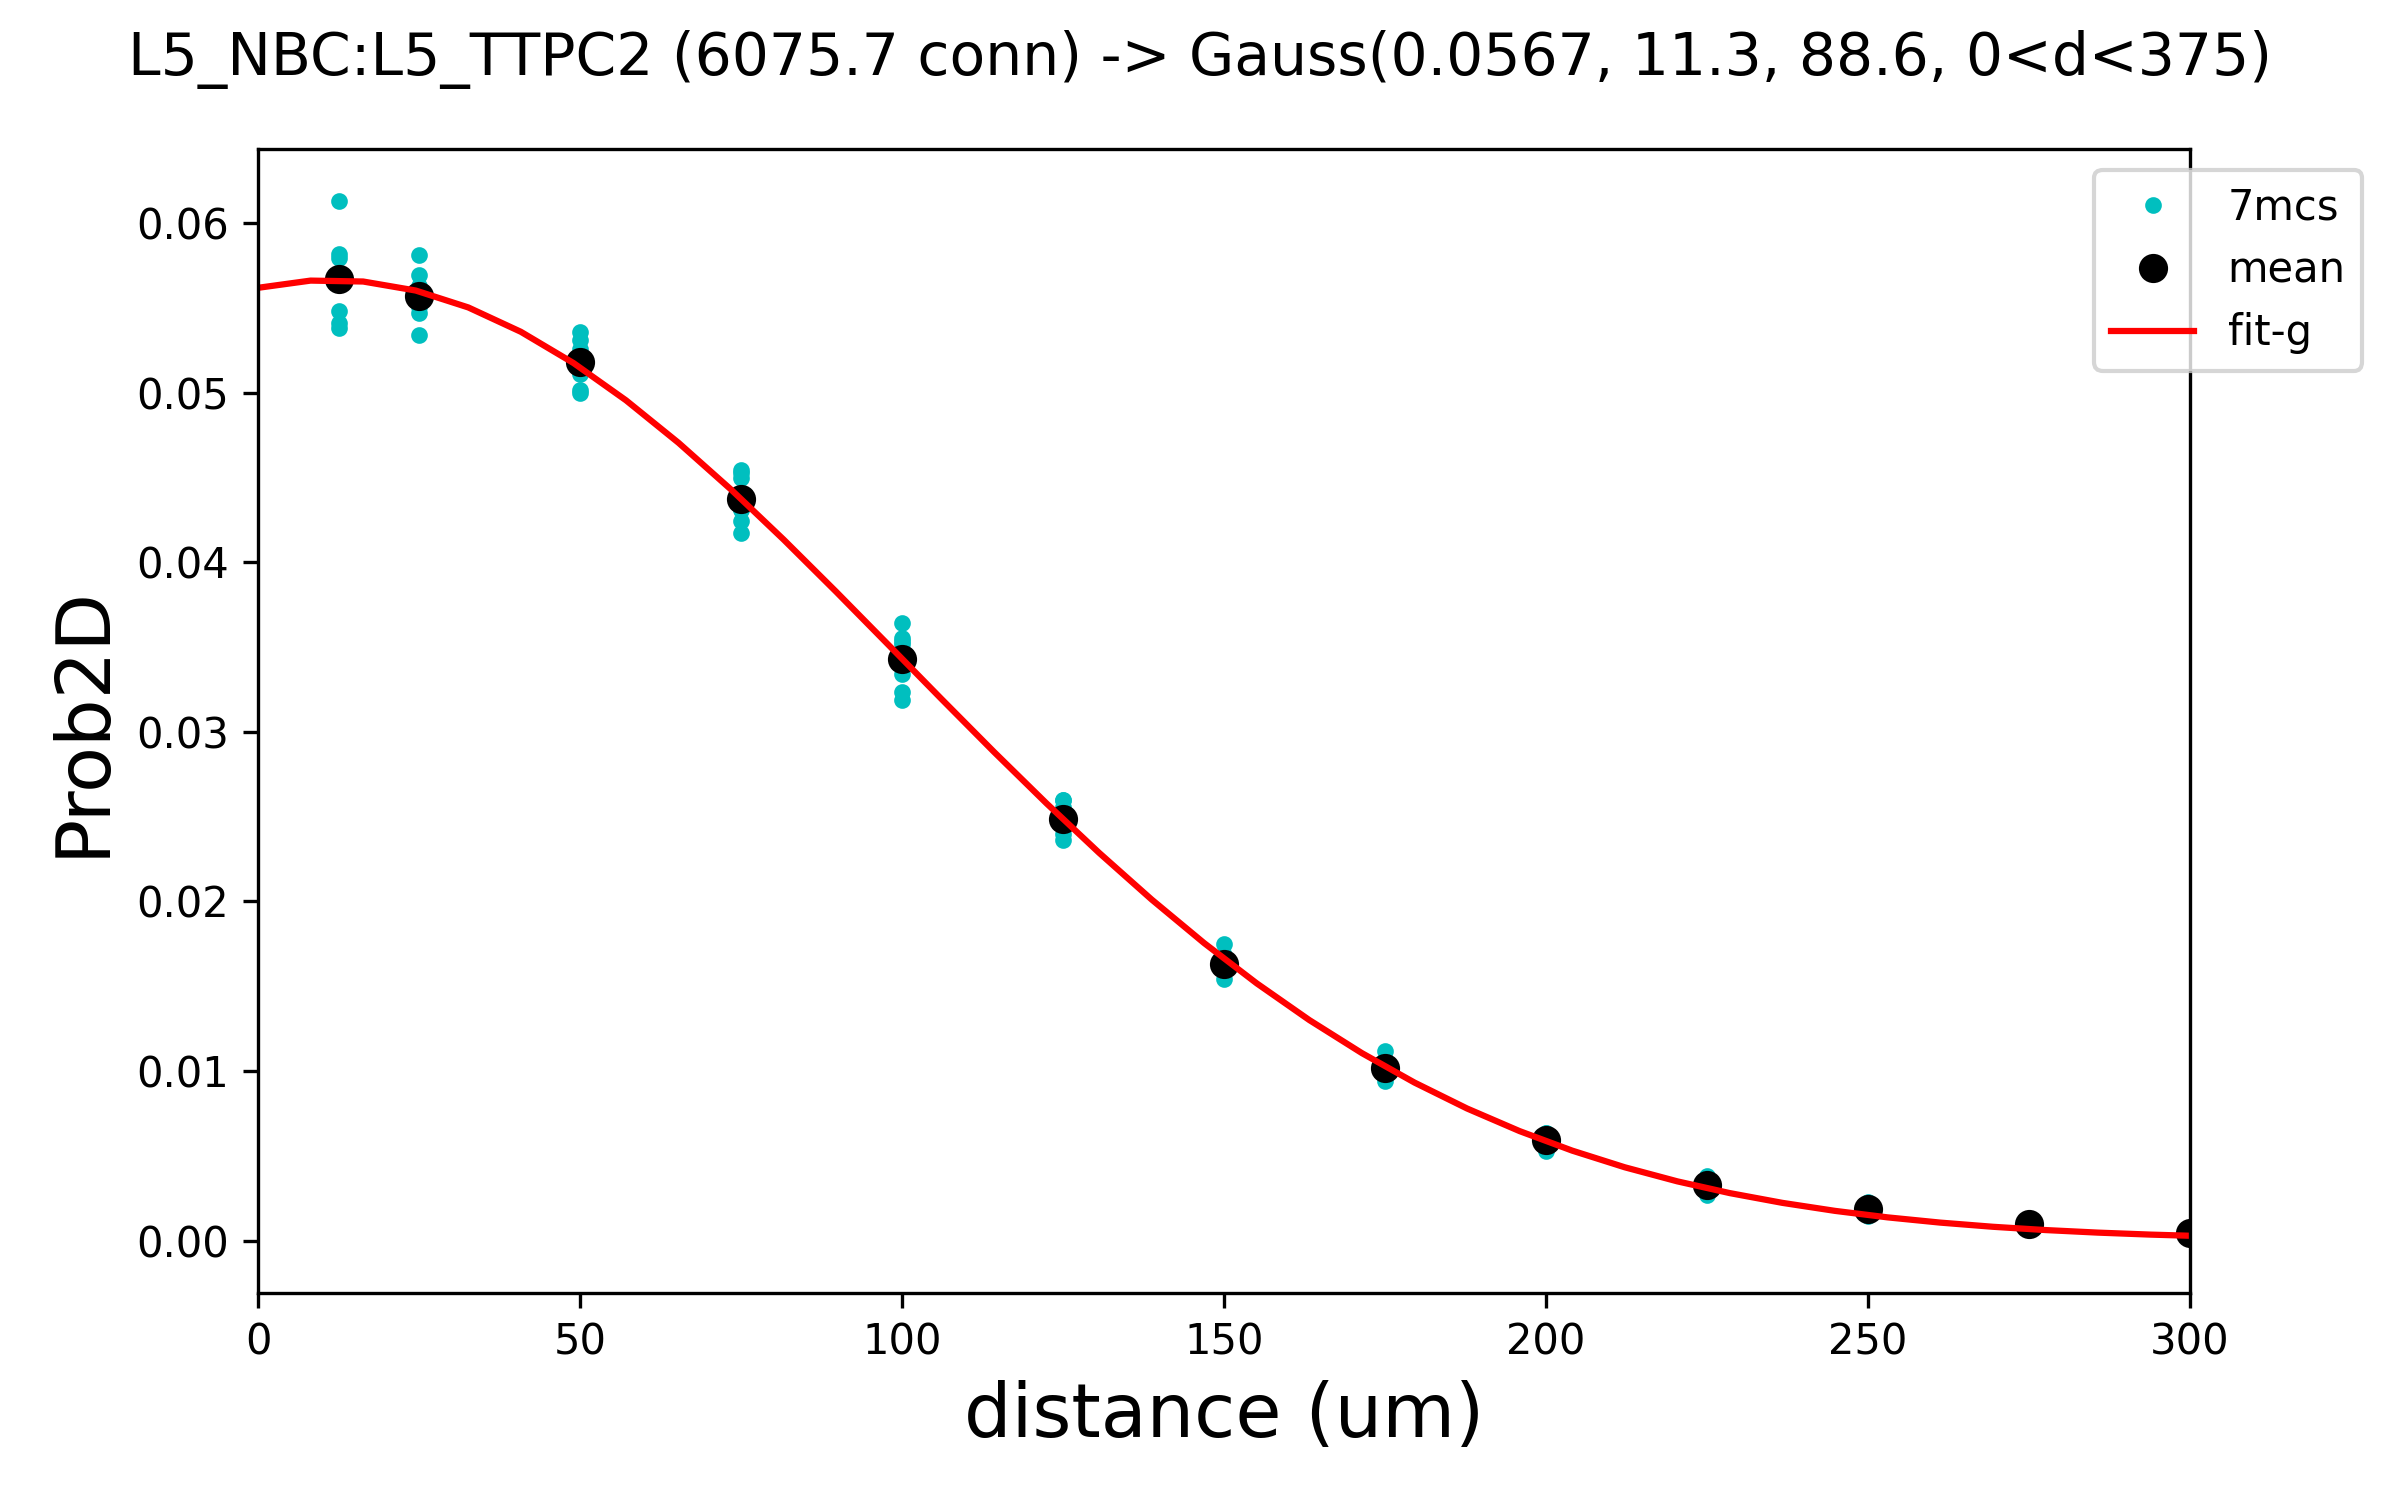 L5_NBC:L5_TTPC2 (6075.7 conn) -> Gauss(0.0567, 11.3, 88.6, 0<d<375)
7mcs
mean
fit-g
0.06
0.05
0.04
0.03
0.02
0.01
0.00
Prob2D
0 50 100 150 200 250 300
distance (um)